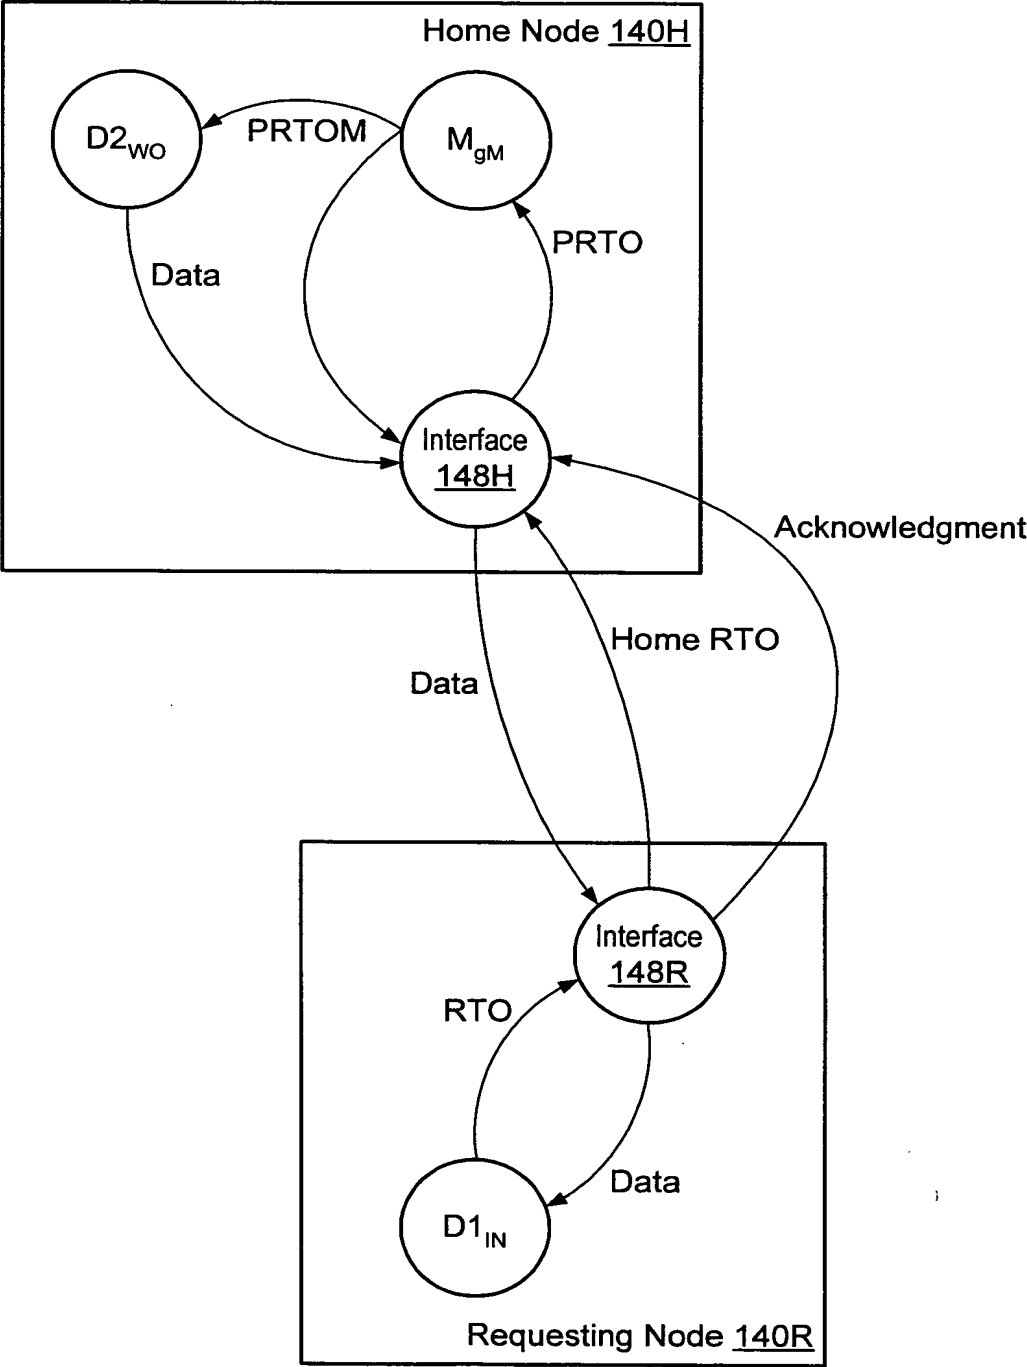 Home Node 140H
D2WO
PRTOM
MgM
PRTO
Data
Interface
148H
Acknowledgment
Home RTO
Data
Interface
148R
RTO
Data
D1IN
Requesting Node 140R